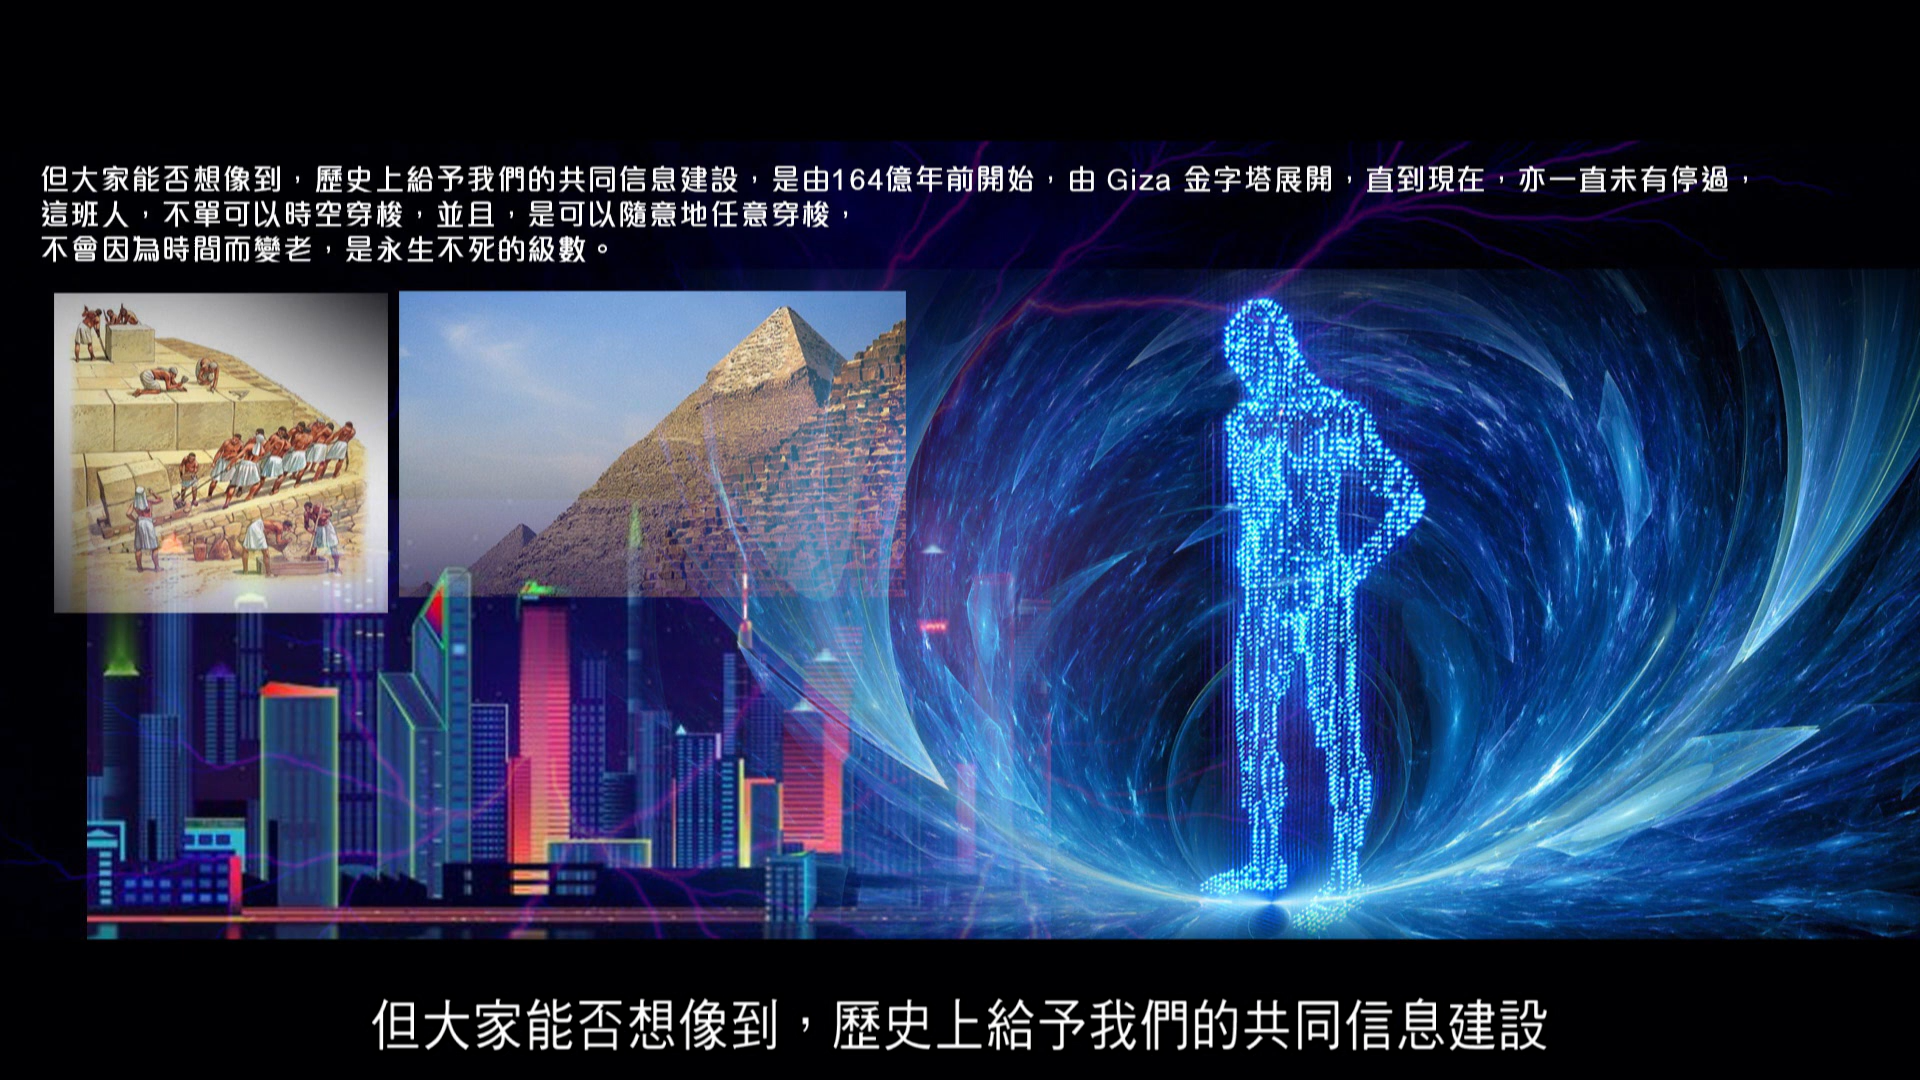 但大家能否想像到，歷史上給予我們的共同信息建設，是由164億年前開始，由 Giza 金字塔展開，直到現在，亦一直未有停過，
這班人，不單可以時空穿梭，並且，是可以隨意地任意穿梭，
不會因為時間而變老，是永生不死的級數。
但大家能否想像到，歷史上給予我們的共同信息建設